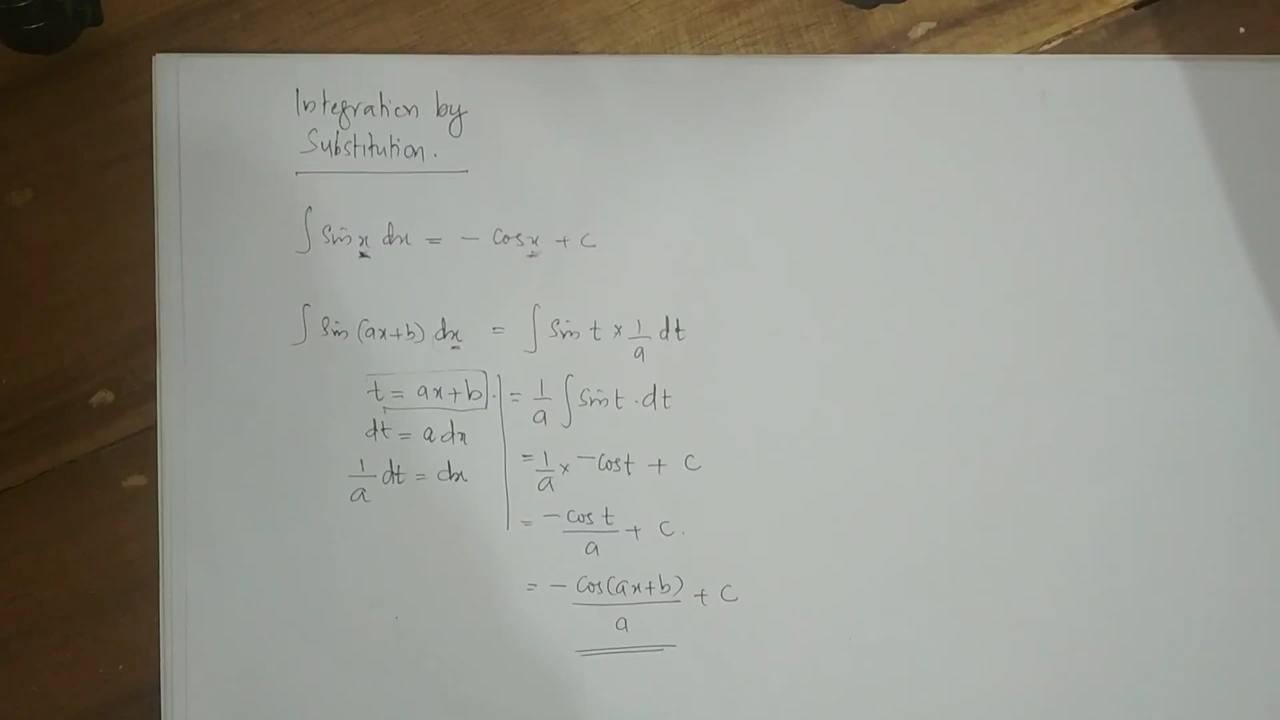 Integration by
Substitution.
∫ sin x dx = - cos x + c
∫ sin (ax+b) dx = ∫ sin t × 1/a dt
t = ax+b. = 1/a ∫ sin t . dt
dt = a dx
1/a dt = dx
= 1/a × -cos t + c
= -cos t/a + c.
= - cos(ax+b)/a + c